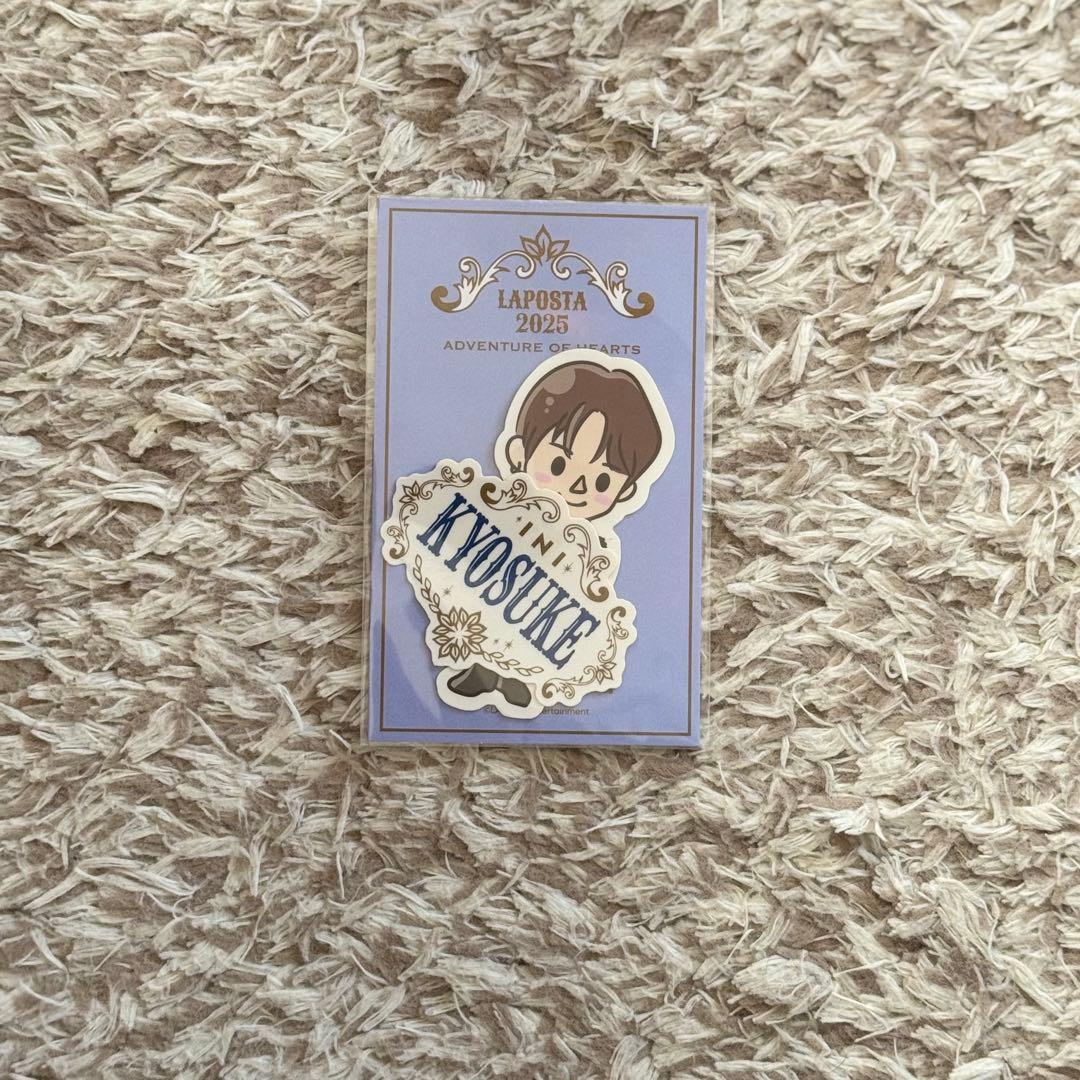 LAPOSTA
2025
ADVENTURE OF HEARTS
INI
KYOSUKE